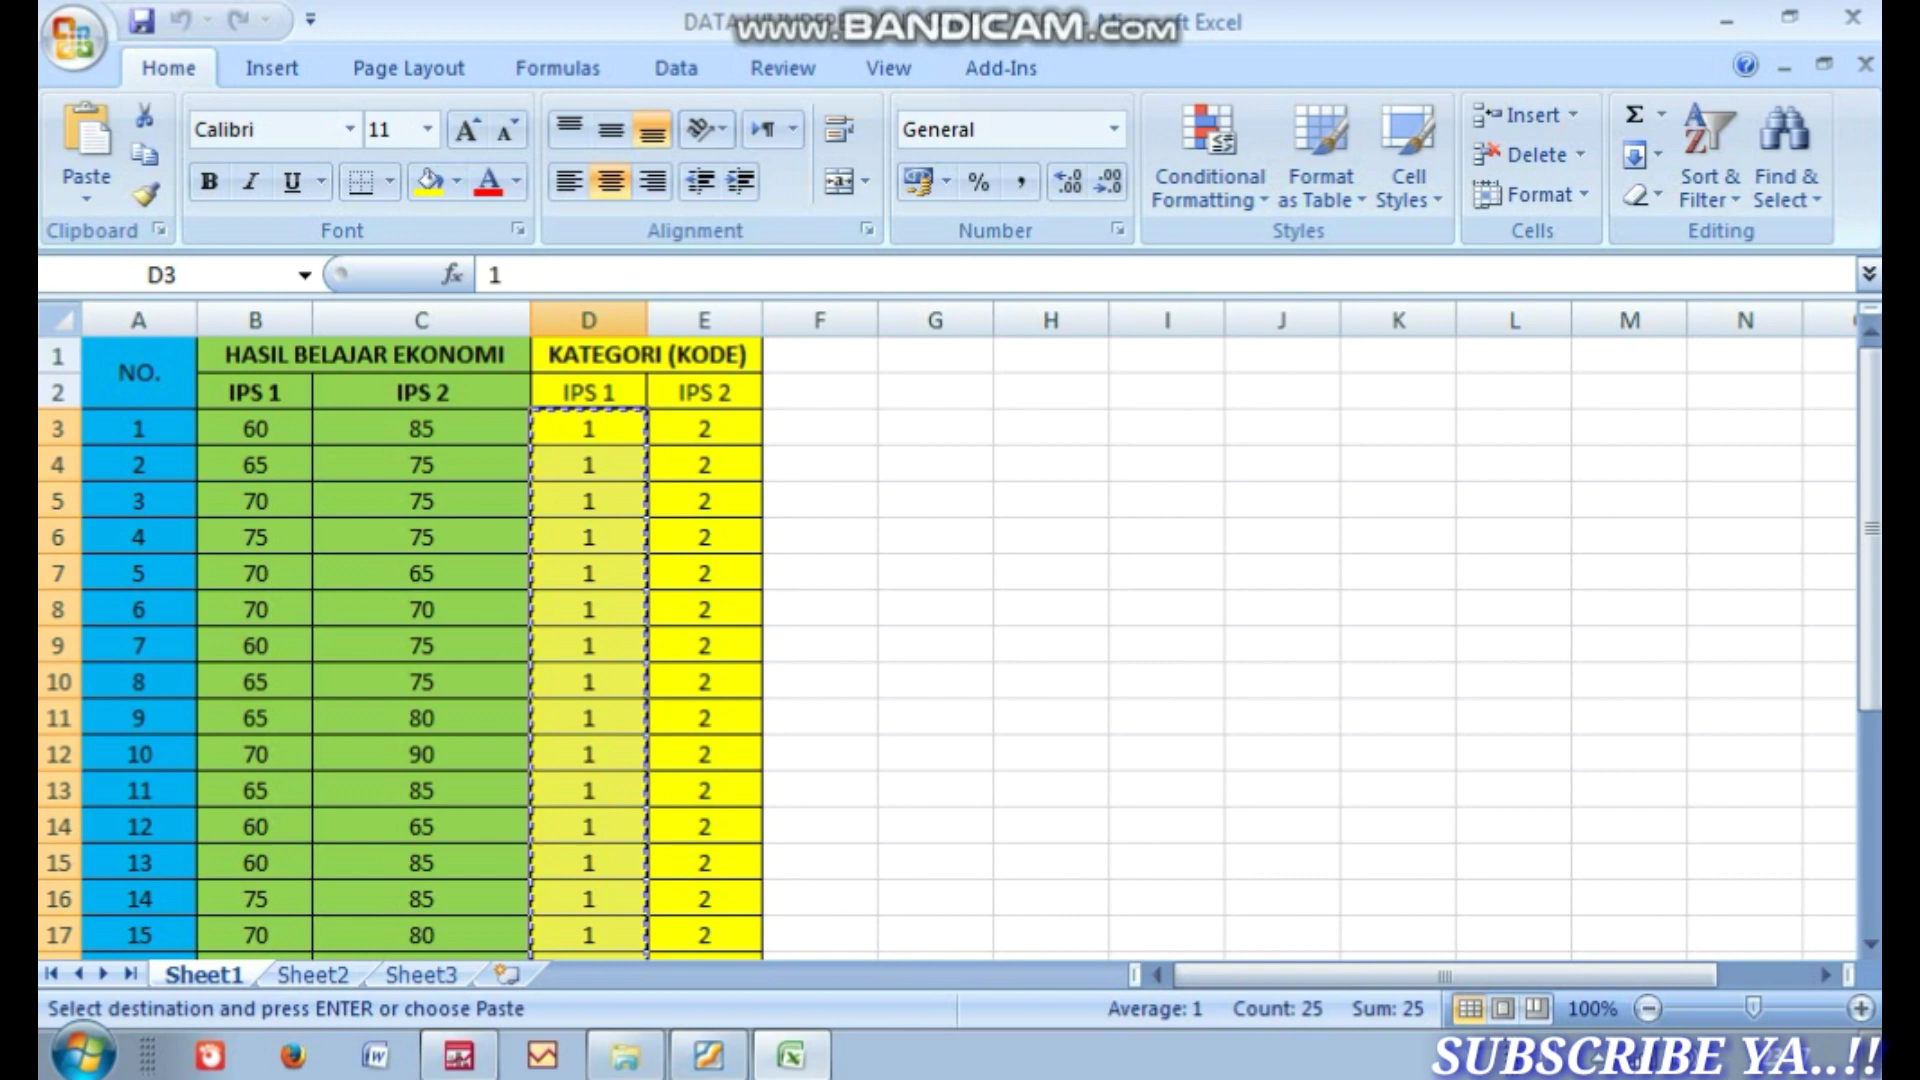 www.BANDICAM.com
DATA
Microsoft Excel
Home Insert Page Layout Formulas Data Review View Add-Ins
Calibri 11 General
Paste
B I U % ,
Insert
Delete
Format
Conditional Formatting
Format as Table
Cell Styles
Σ
Sort & Filter
Find & Select
Clipboard Font Alignment Number Styles Cells Editing
D3 fx 1
A B C D E F G H I J K L M N
1 NO. HASIL BELAJAR EKONOMI KATEGORI (KODE)
2 IPS 1 IPS 2 IPS 1 IPS 2
3 1 60 85 1 2
4 2 65 75 1 2
5 3 70 75 1 2
6 4 75 75 1 2
7 5 70 65 1 2
8 6 70 70 1 2
9 7 60 75 1 2
10 8 65 75 1 2
11 9 65 80 1 2
12 10 70 90 1 2
13 11 65 85 1 2
14 12 60 65 1 2
15 13 60 85 1 2
16 14 75 85 1 2
17 15 70 80 1 2
Sheet1 Sheet2 Sheet3
Select destination and press ENTER or choose Paste Average: 1 Count: 25 Sum: 25 100%
SUBSCRIBE YA..!!